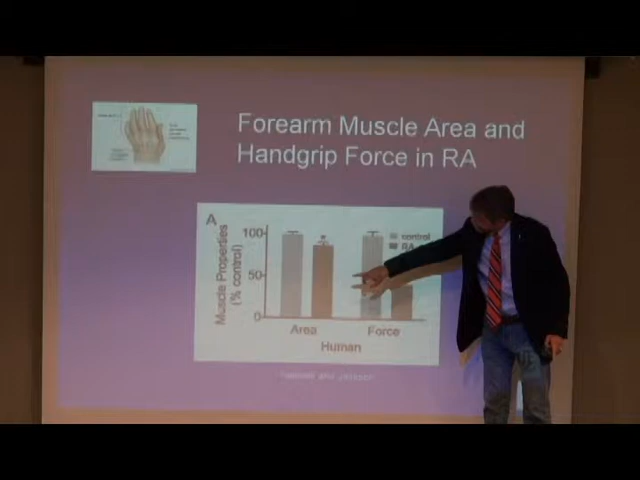 Forearm Muscle Area and
Handgrip Force in RA
A
Muscle Properties
(% control)
100
50
0
control
RA
Area
Force
Human